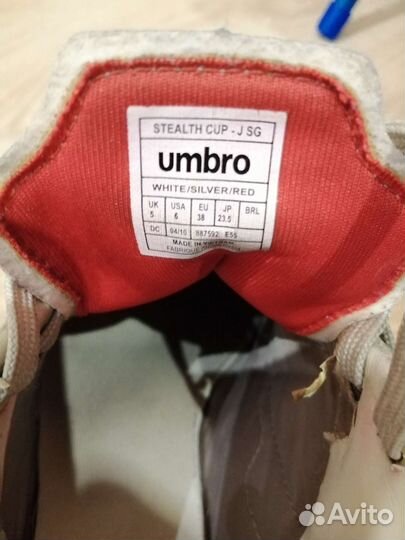 STEALTH CUP - J SG
umbro
WHITE/SILVER/RED
UK USA EU JP BRL
5 6 38 23.5
DC 04/10 887592 E55
MADE IN VIETNAM
FABRIQUE
Avito